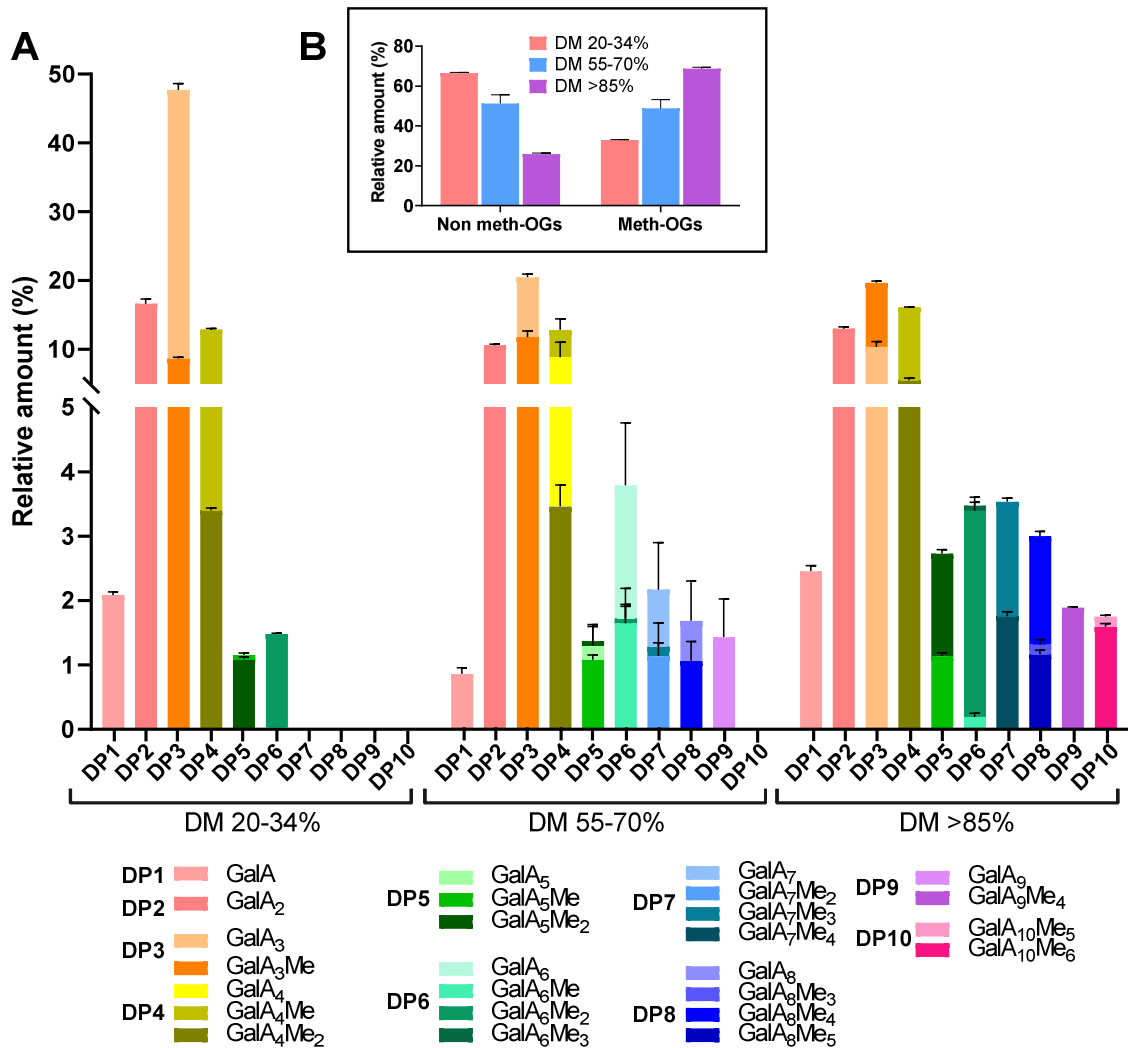 A
B
80
60
40
20
0
Relative amount (%)
DM 20-34%
DM 55-70%
DM >85%
Non meth-OGs
Meth-OGs
50
40
30
20
10
5
4
3
2
1
0
Relative amount (%)
DP1 DP2 DP3 DP4 DP5 DP6 DP7 DP8 DP9 DP10
DP1 DP2 DP3 DP4 DP5 DP6 DP7 DP8 DP9 DP10
DP1 DP2 DP3 DP4 DP5 DP6 DP7 DP8 DP9 DP10
DM 20-34%
DM 55-70%
DM >85%
DP1
GalA
DP2
GalA₂
DP3
GalA₃
GalA₃Me
DP4
GalA₄
GalA₄Me
GalA₄Me₂
DP5
GalA₅
GalA₅Me
GalA₅Me₂
DP6
GalA₆
GalA₆Me
GalA₆Me₂
GalA₆Me₃
DP7
GalA₇
GalA₇Me₂
GalA₇Me₃
GalA₇Me₄
DP8
GalA₈
GalA₈Me₃
GalA₈Me₄
GalA₈Me₅
DP9
GalA₉
GalA₉Me₄
DP10
GalA₁₀Me₅
GalA₁₀Me₆